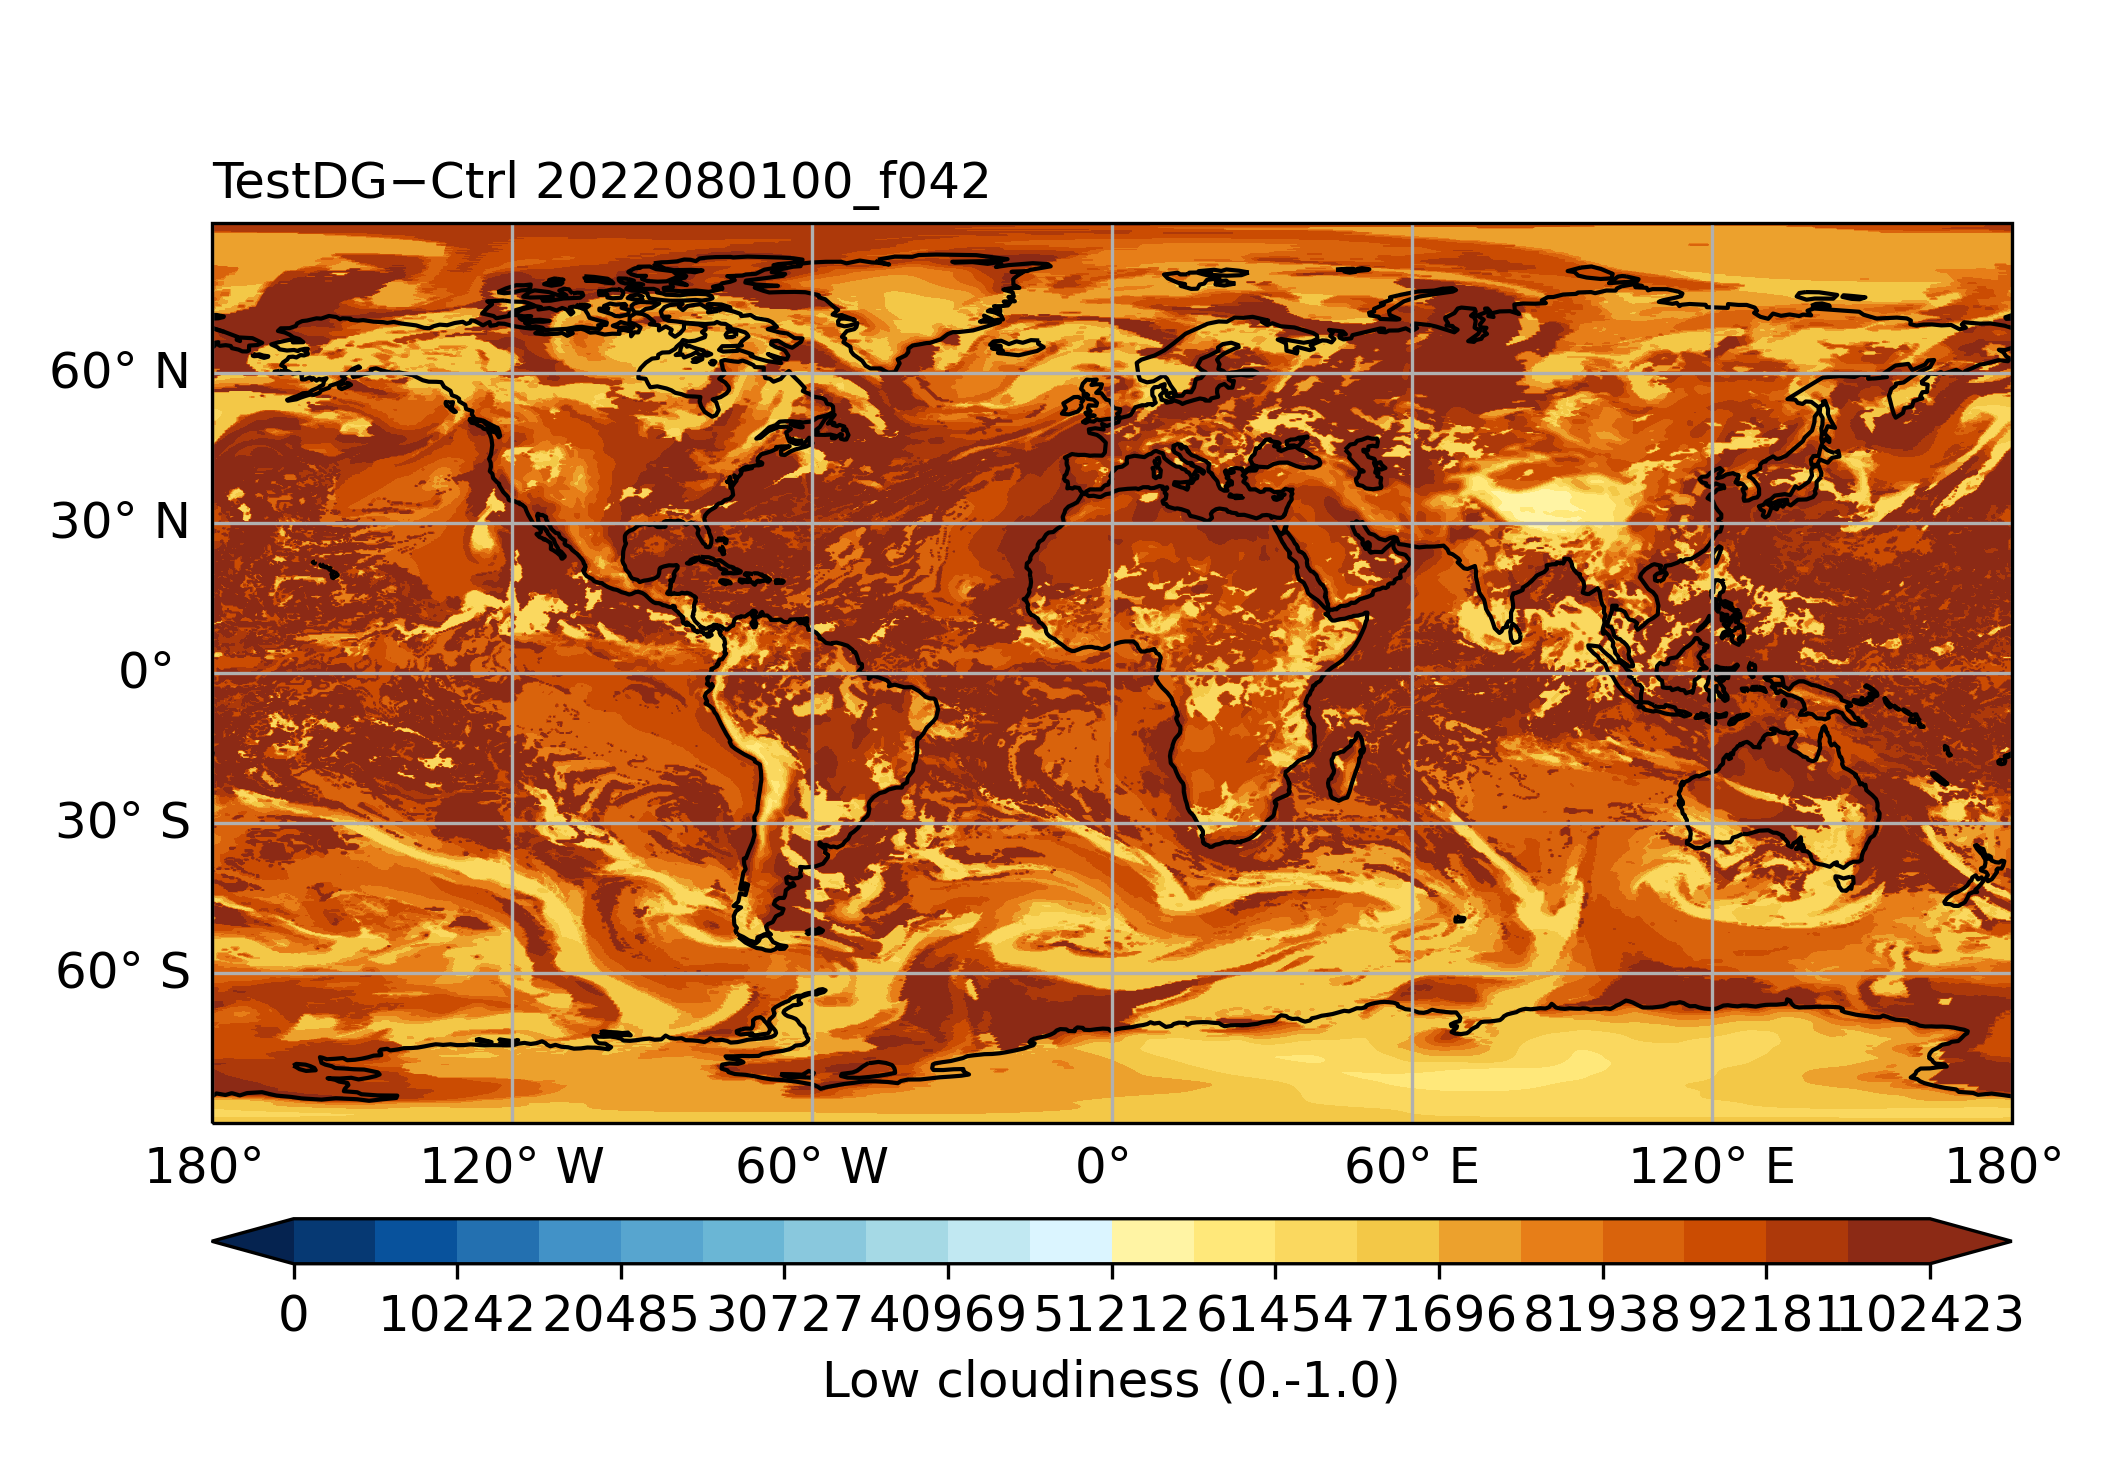 TestDG−Ctrl 2022080100_f042
60° N
30° N
0°
30° S
60° S
180° 120° W 60° W 0° 60° E 120° E 180°
0 10242 20485 30727 40969 51212 61454 71696 81938 92181 102423
Low cloudiness (0.-1.0)